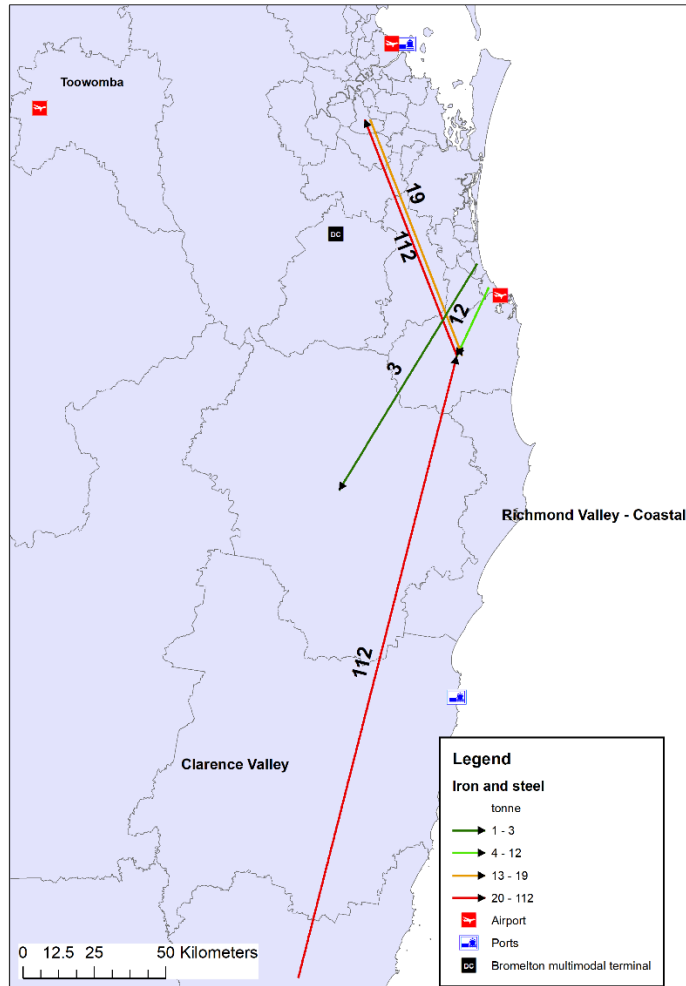 Toowomba
DC
19
112
12
3
Richmond Valley - Coastal
112
Clarence Valley
Legend
Iron and steel
tonne
1 - 3
4 - 12
13 - 19
20 - 112
Airport
Ports
DC Bromelton multimodal terminal
0 12.5 25 50 Kilometers